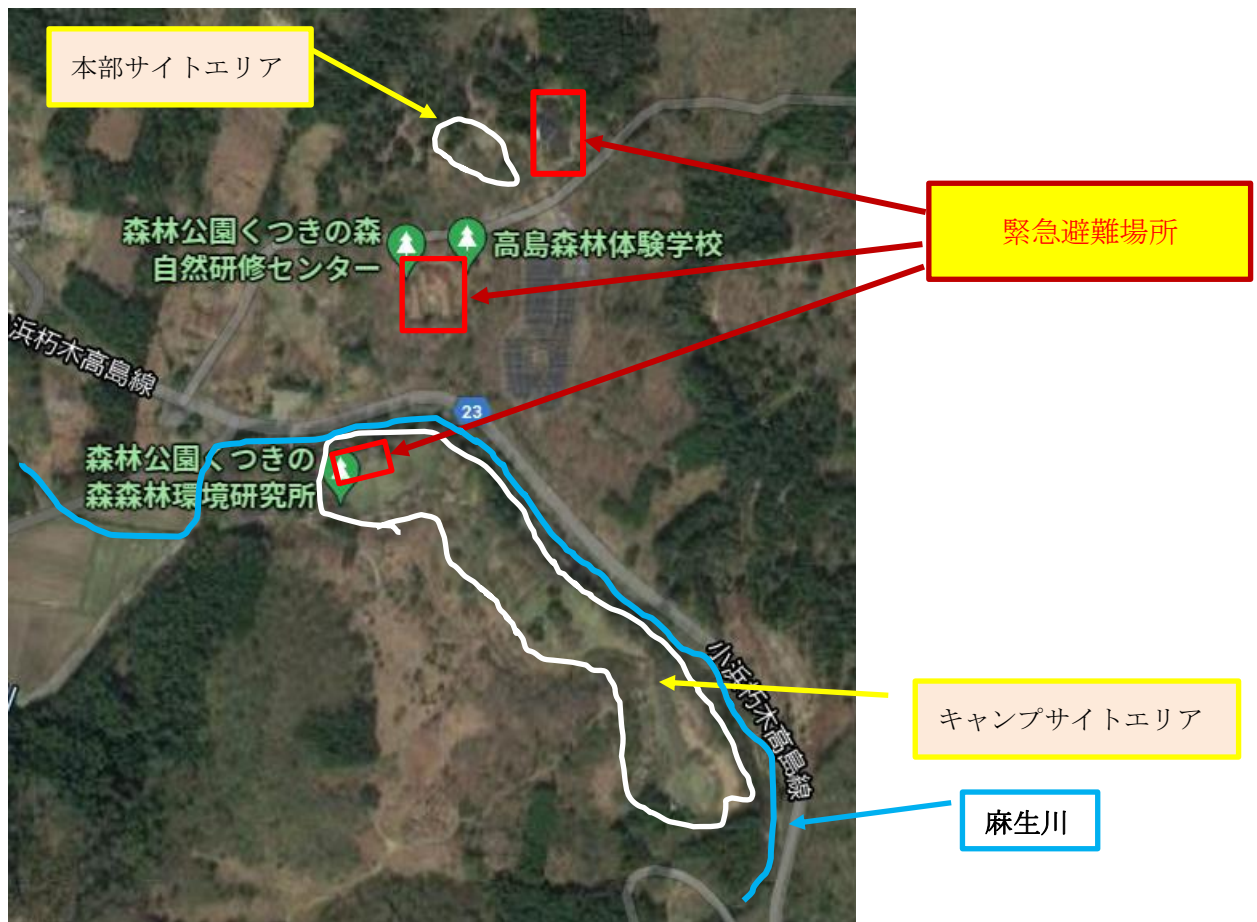 本部サイトエリア
緊急避難場所
森林公園くつきの森
自然研修センター
高島森林体験学校
浜朽木高島線
23
森林公園くつきの
森森林環境研究所
小浜朽木高島線
キャンプサイトエリア
麻生川